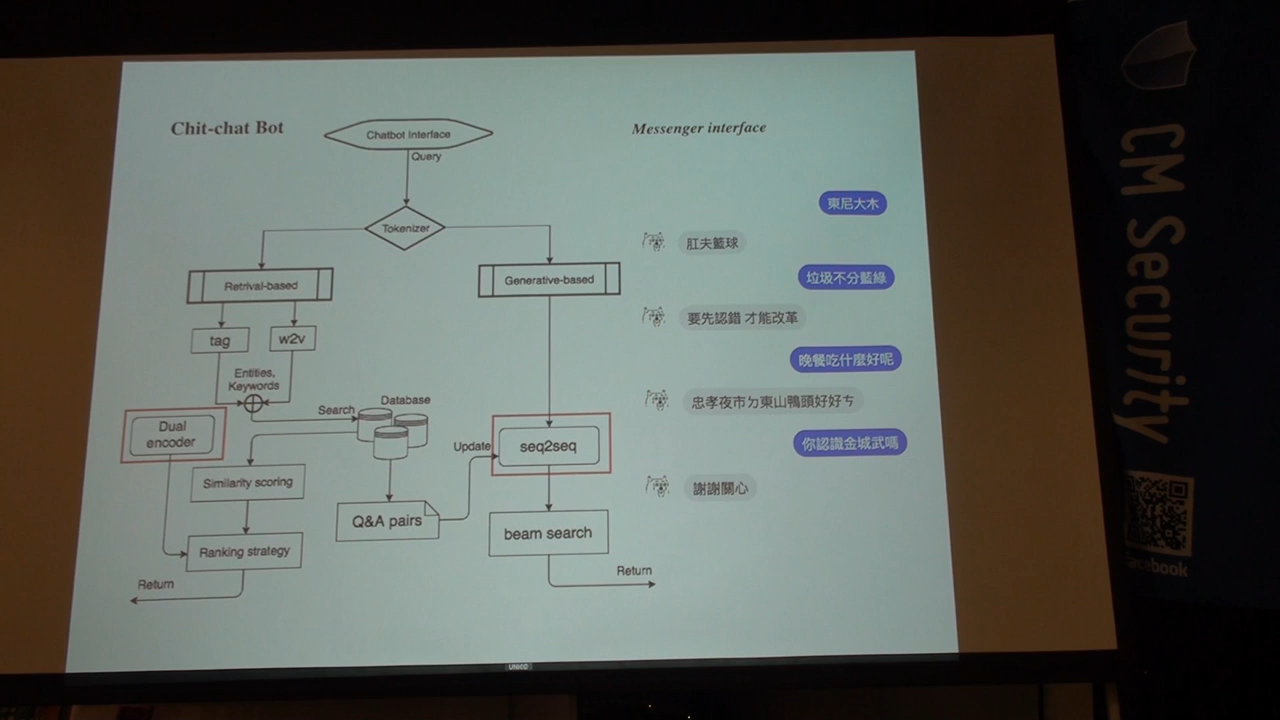 Chit-chat Bot
Chatbot Interface
Query
Tokenizer
Retrival-based
Generative-based
tag
w2v
Entities,
Keywords
Search
Database
Dual
encoder
Update
seq2seq
Similarity scoring
Q&A pairs
beam search
Ranking strategy
Return
Return
Messenger interface
東尼大木
肛夫籃球
垃圾不分藍綠
要先認錯 才能改革
晚餐吃什麼好呢
忠孝夜市ㄉ東山鴨頭好好ㄘ
你認識金城武嗎
謝謝關心
CM Security
facebook